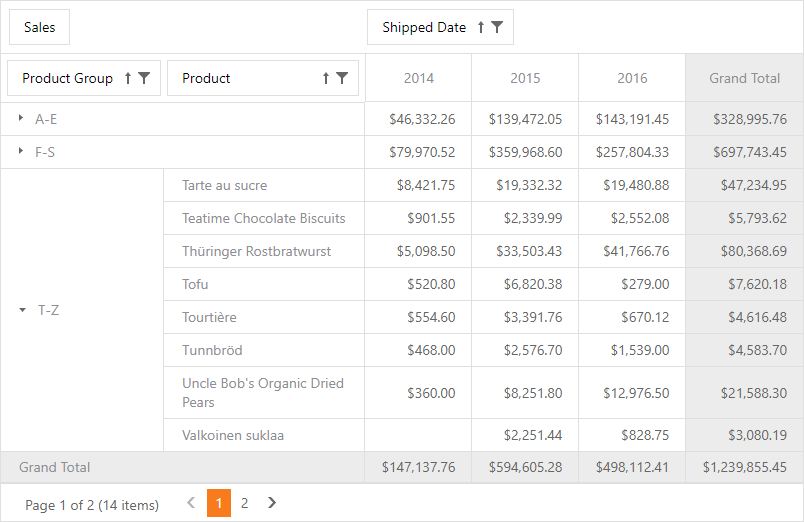 Sales
Shipped Date
Product Group Product 2014 2015 2016 Grand Total
A-E $46,332.26 $139,472.05 $143,191.45 $328,995.76
F-S $79,970.52 $359,968.60 $257,804.33 $697,743.45
T-Z
Tarte au sucre $8,421.75 $19,332.32 $19,480.88 $47,234.95
Teatime Chocolate Biscuits $901.55 $2,339.99 $2,552.08 $5,793.62
Thüringer Rostbratwurst $5,098.50 $33,503.43 $41,766.76 $80,368.69
Tofu $520.80 $6,820.38 $279.00 $7,620.18
Tourtière $554.60 $3,391.76 $670.12 $4,616.48
Tunnbröd $468.00 $2,576.70 $1,539.00 $4,583.70
Uncle Bob's Organic Dried
Pears $360.00 $8,251.80 $12,976.50 $21,588.30
Valkoinen suklaa $2,251.44 $828.75 $3,080.19
Grand Total $147,137.76 $594,605.28 $498,112.41 $1,239,855.45
Page 1 of 2 (14 items) 1 2